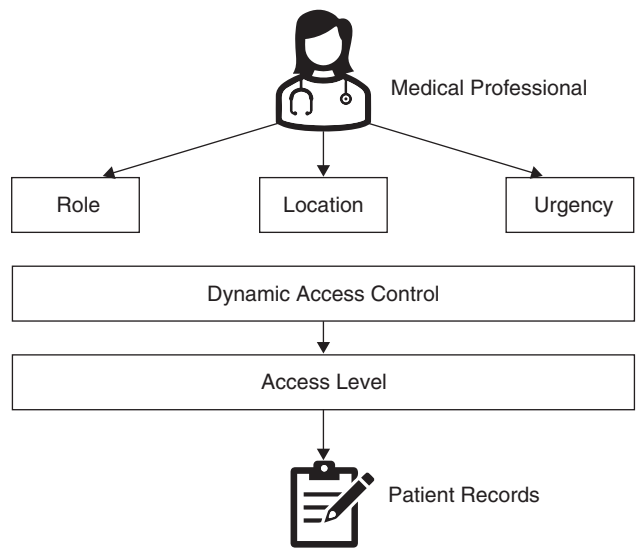 Medical Professional
Role
Location
Urgency
Dynamic Access Control
Access Level
Patient Records